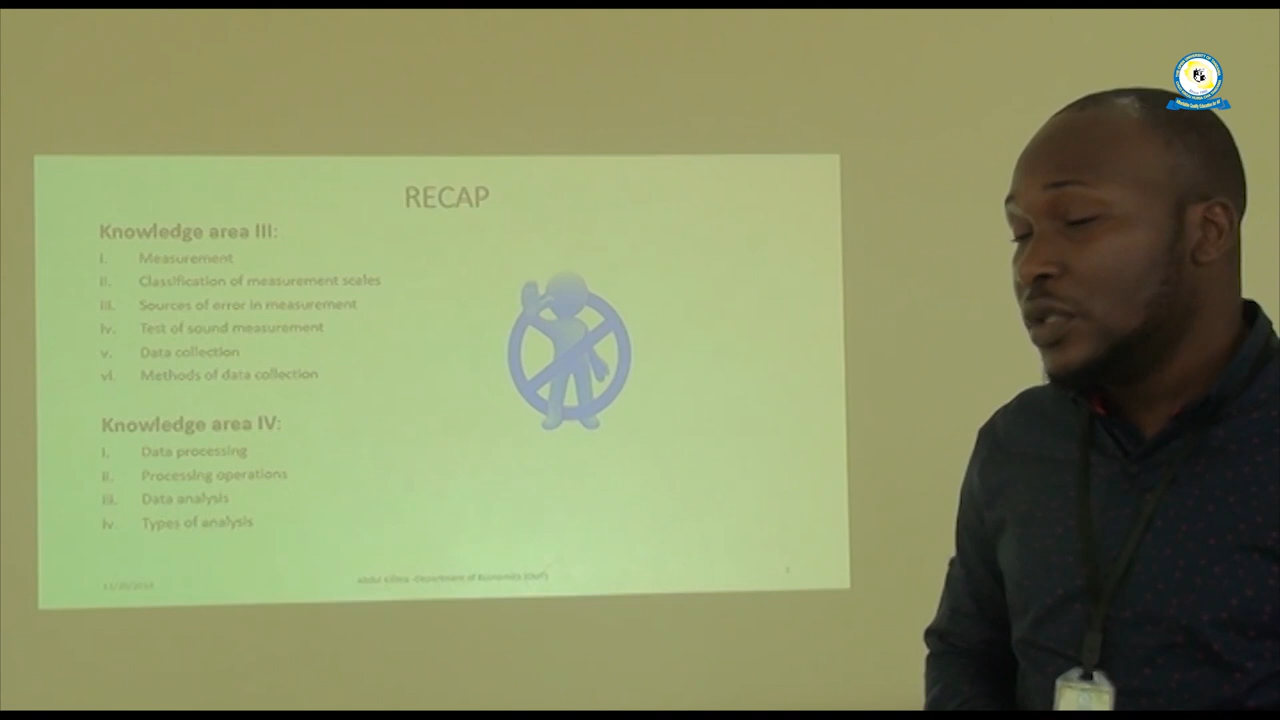 RECAP
Knowledge area III:
I. Measurement
II. Classification of measurement scales
III. Sources of error in measurement
iv. Test of sound measurement
v. Data collection
vi. Methods of data collection
Knowledge area IV:
I. Data processing
II. Processing operations
III. Data analysis
iv. Types of analysis
-Department of Economics (OUT)